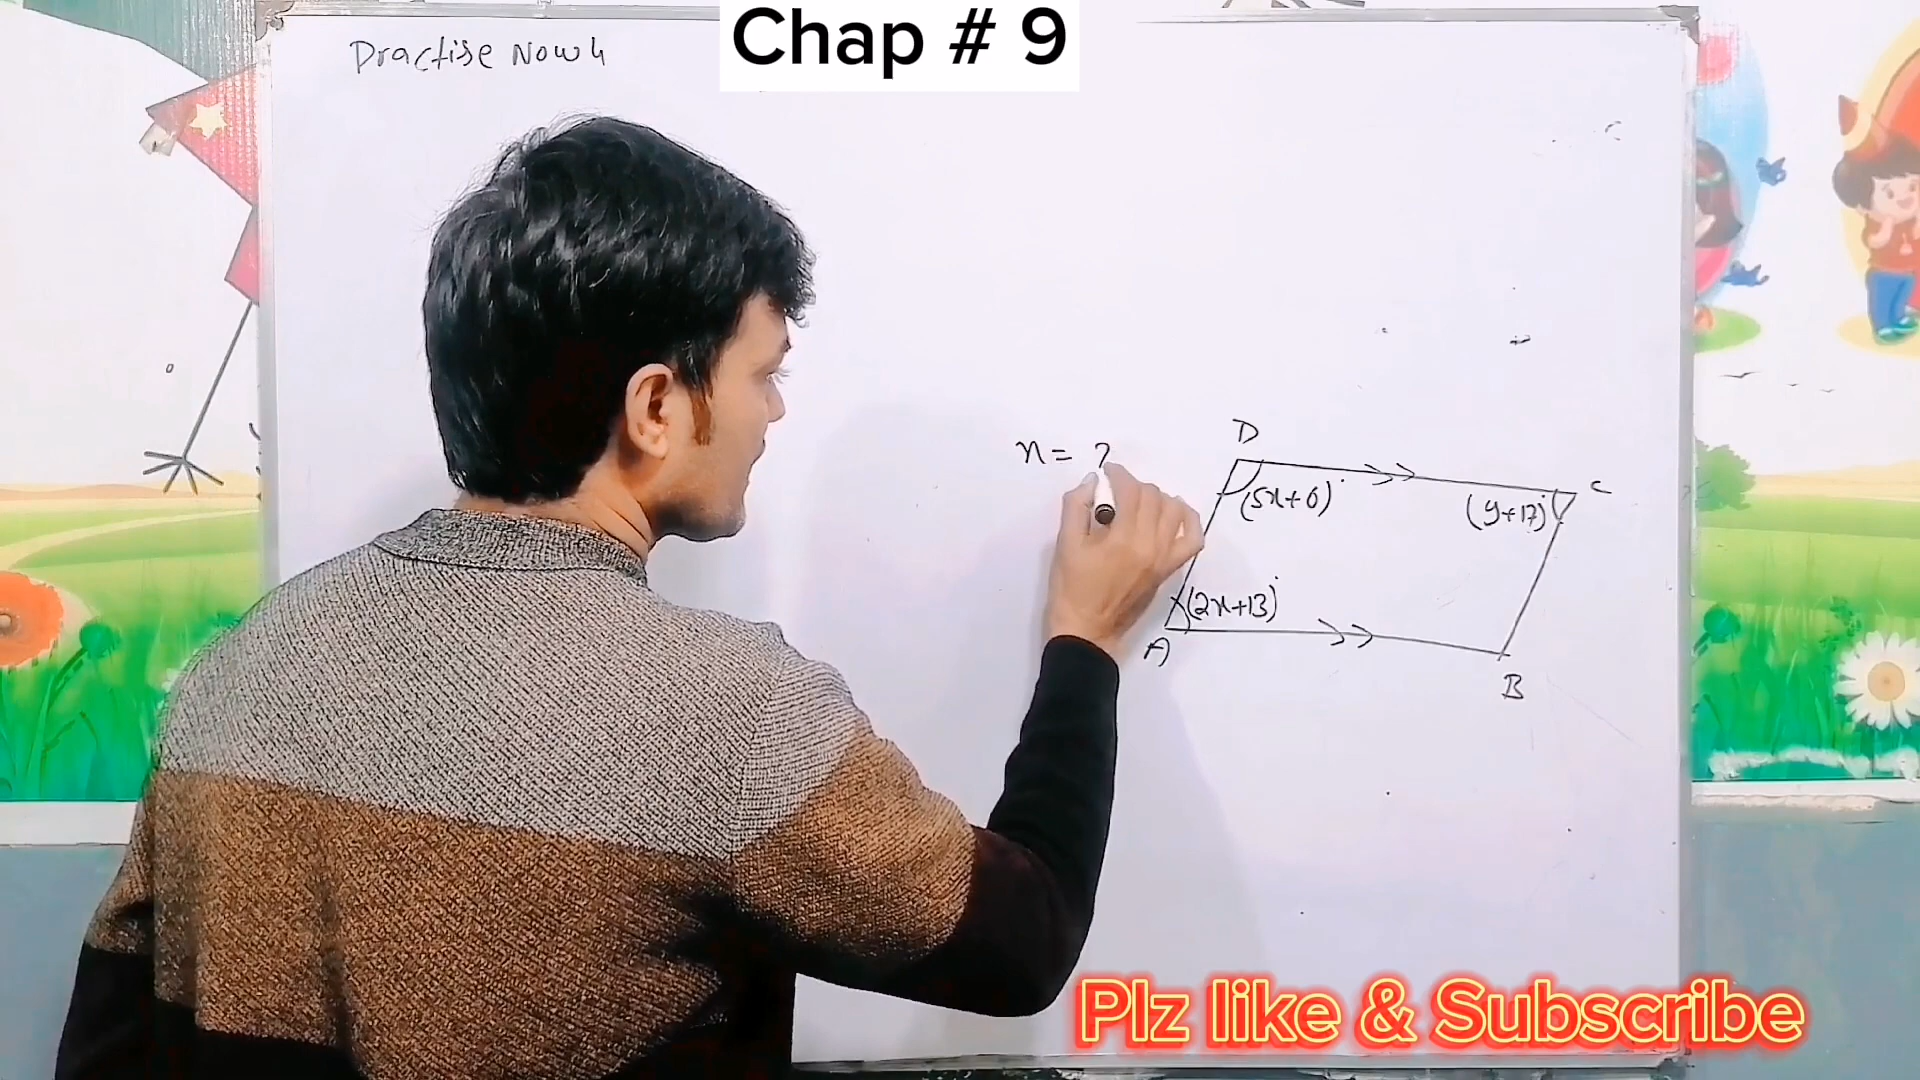 Chap # 9
Practise Now 4
D
x = ?
(5x+6)°
(y+17)°
C
(2x+13)°
A
B
Plz like & Subscribe